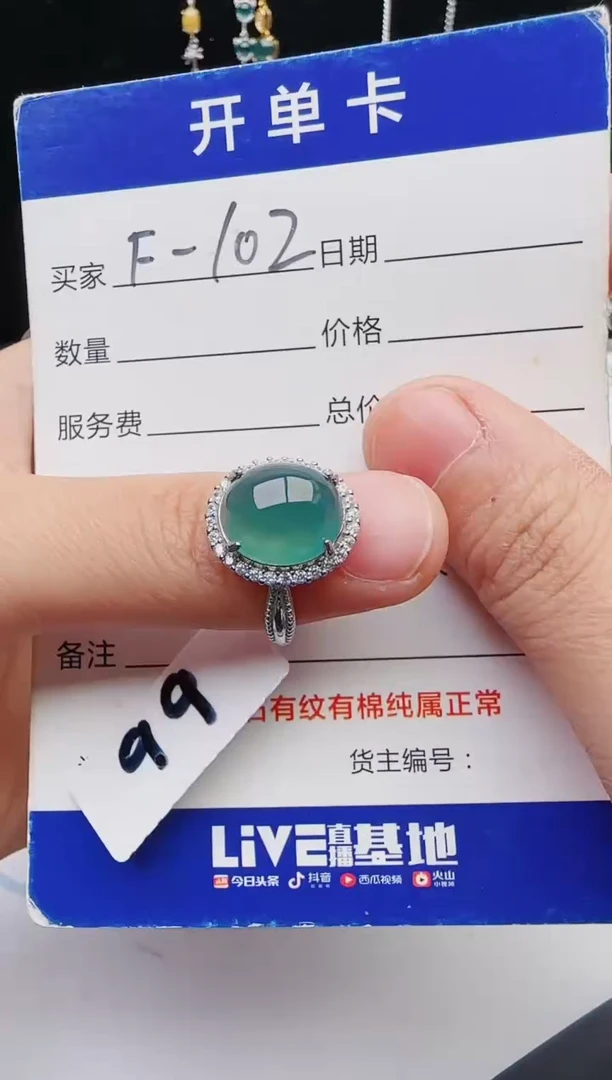 开单卡
买家 F-102 日期
数量 价格
服务费 总价
备注
99
有纹有棉纯属正常
货主编号：
LiVE直播基地
今日头条 抖音 西瓜视频 火山